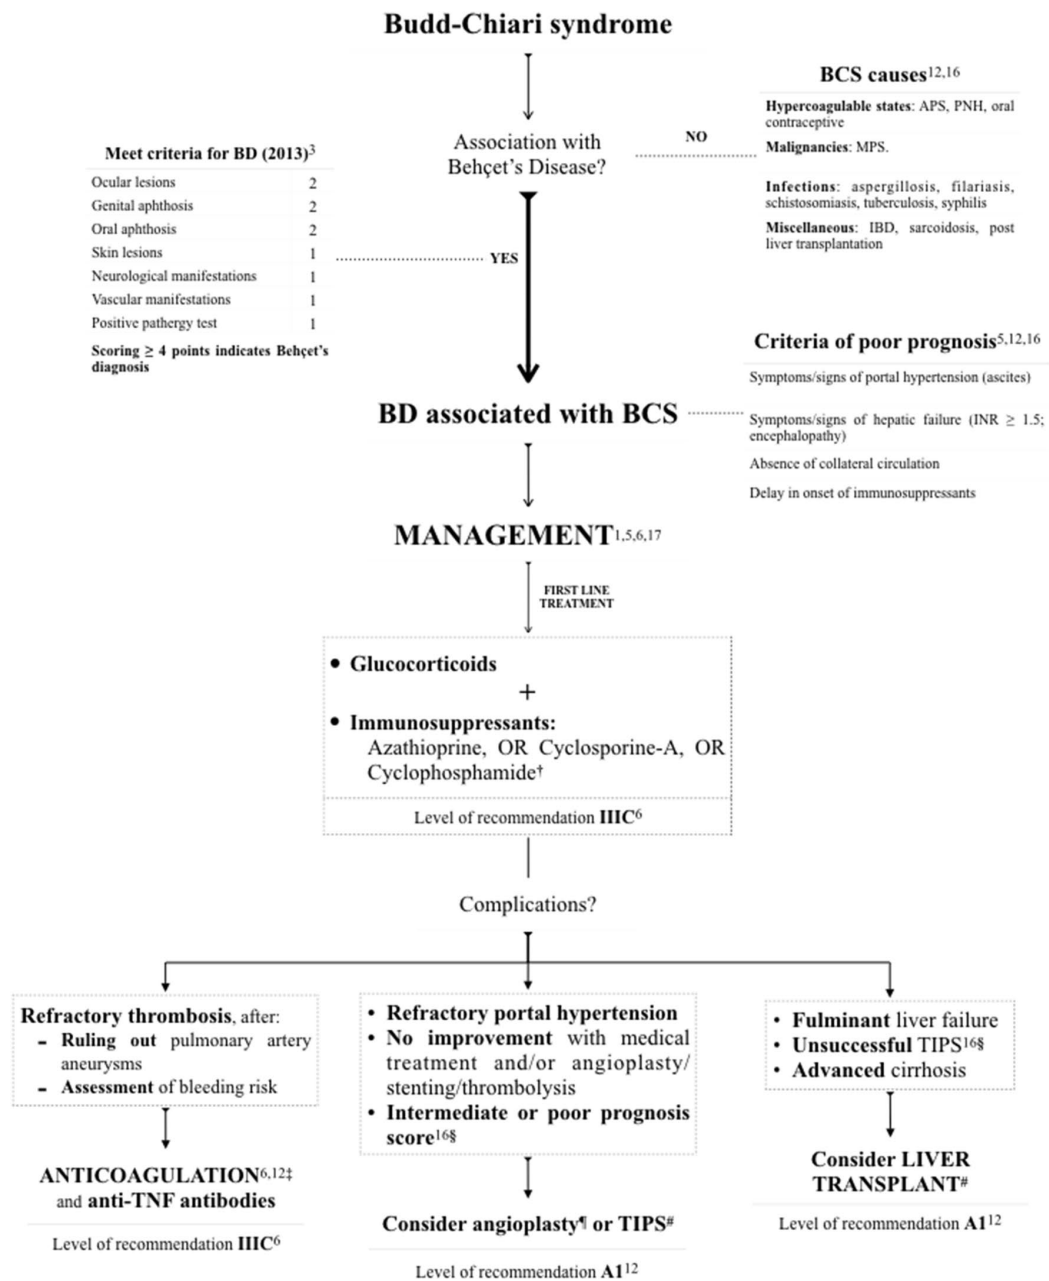 Budd-Chiari syndrome
BCS causes12,16
Hypercoagulable states: APS, PNH, oral
contraceptive
Malignancies: MPS.
Infections: aspergillosis, filariasis,
schistosomiasis, tuberculosis, syphilis
Miscellaneous: IBD, sarcoidosis, post
liver transplantation
NO
Association with
Behçet's Disease?
Meet criteria for BD (2013)3
Ocular lesions 2
Genital aphthosis 2
Oral aphthosis 2
Skin lesions 1
Neurological manifestations 1
Vascular manifestations 1
Positive pathergy test 1
Scoring ≥ 4 points indicates Behçet's
diagnosis
YES
Criteria of poor prognosis5,12,16
Symptoms/signs of portal hypertension (ascites)
Symptoms/signs of hepatic failure (INR ≥ 1.5;
encephalopathy)
Absence of collateral circulation
Delay in onset of immunosuppressants
BD associated with BCS
MANAGEMENT1,5,6,17
FIRST LINE
TREATMENT
• Glucocorticoids
+
• Immunosuppressants:
Azathioprine, OR Cyclosporine-A, OR
Cyclophosphamide†
Level of recommendation IIIC6
Complications?
Refractory thrombosis, after:
- Ruling out pulmonary artery
aneurysms
- Assessment of bleeding risk
ANTICOAGULATION6,12‡
and anti-TNF antibodies
Level of recommendation IIIC6
• Refractory portal hypertension
• No improvement with medical
treatment and/or angioplasty/
stenting/thrombolysis
• Intermediate or poor prognosis
score16§
Consider angioplasty¶ or TIPS#
Level of recommendation A112
• Fulminant liver failure
• Unsuccessful TIPS16§
• Advanced cirrhosis
Consider LIVER
TRANSPLANT#
Level of recommendation A112